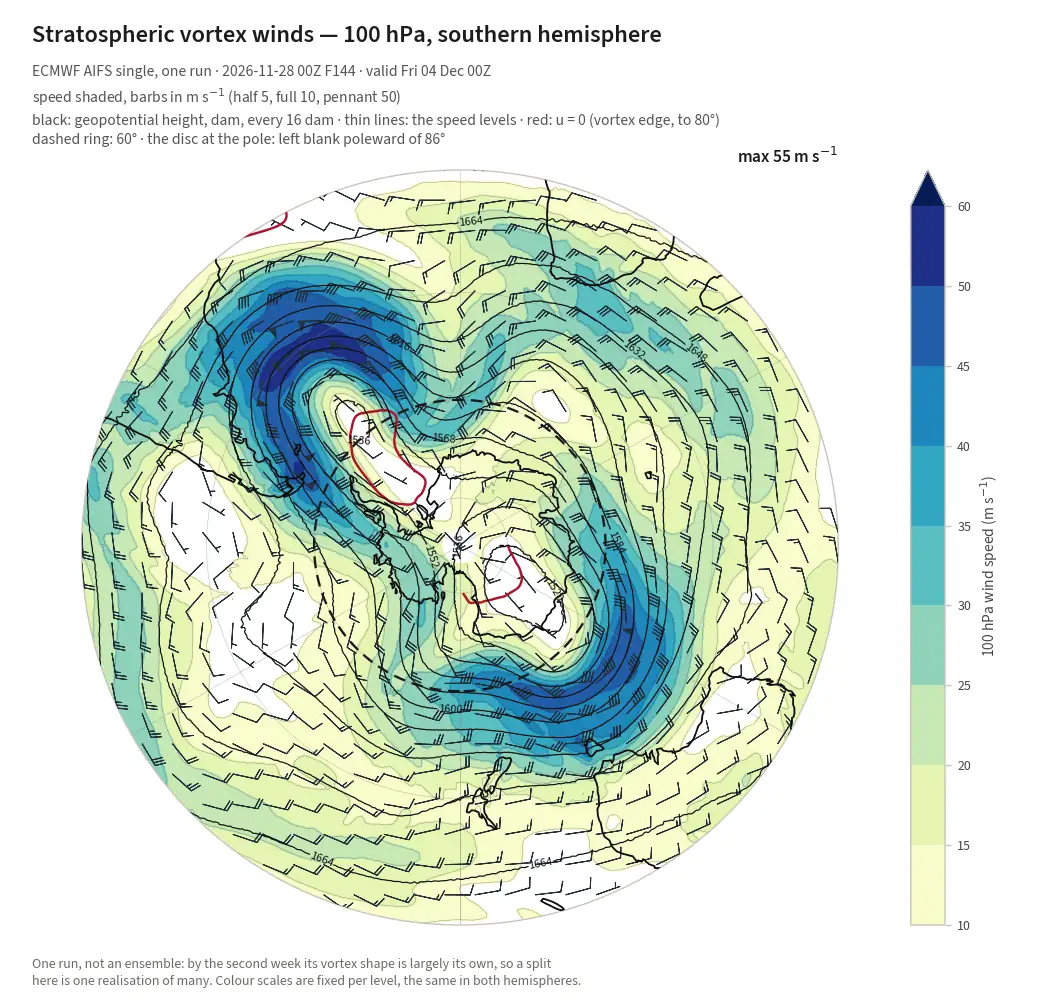 Stratospheric vortex winds — 100 hPa, southern hemisphere
ECMWF AIFS single, one run · 2026-11-28 00Z F144 · valid Fri 04 Dec 00Z
speed shaded, barbs in m s⁻¹ (half 5, full 10, pennant 50)
black: geopotential height, dam, every 16 dam · thin lines: the speed levels · red: u = 0 (vortex edge, to 80°)
dashed ring: 60° · the disc at the pole: left blank poleward of 86°
max 55 m s⁻¹
1664
1632
1648
1568
1584
1552
1600
1664
1664
60
50
45
40
35
30
25
20
15
10
100 hPa wind speed (m s⁻¹)
One run, not an ensemble: by the second week its vortex shape is largely its own, so a split
here is one realisation of many. Colour scales are fixed per level, the same in both hemispheres.